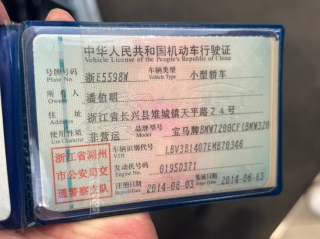 中华人民共和国机动车行驶证
Vehicle License of the People's Republic of China
号牌号码 浙E5598W 车辆类型 小型轿车
Plate No. Vehicle Type
所有人 潘伯明
Owner
住址 浙江省长兴县雉城镇天平路24号
Address
使用性质 非营运 品牌型号 宝马牌BMW7200CF(BMW320
Use Character Model
浙江省湖州 车辆识别代号 LBV3B1407EMB70346
VIN
市公安局交 发动机号码 0195D371
Engine No.
通警察支队 注册日期 2014-06-03 发证日期 2014-06-03
Register Date Issue Date